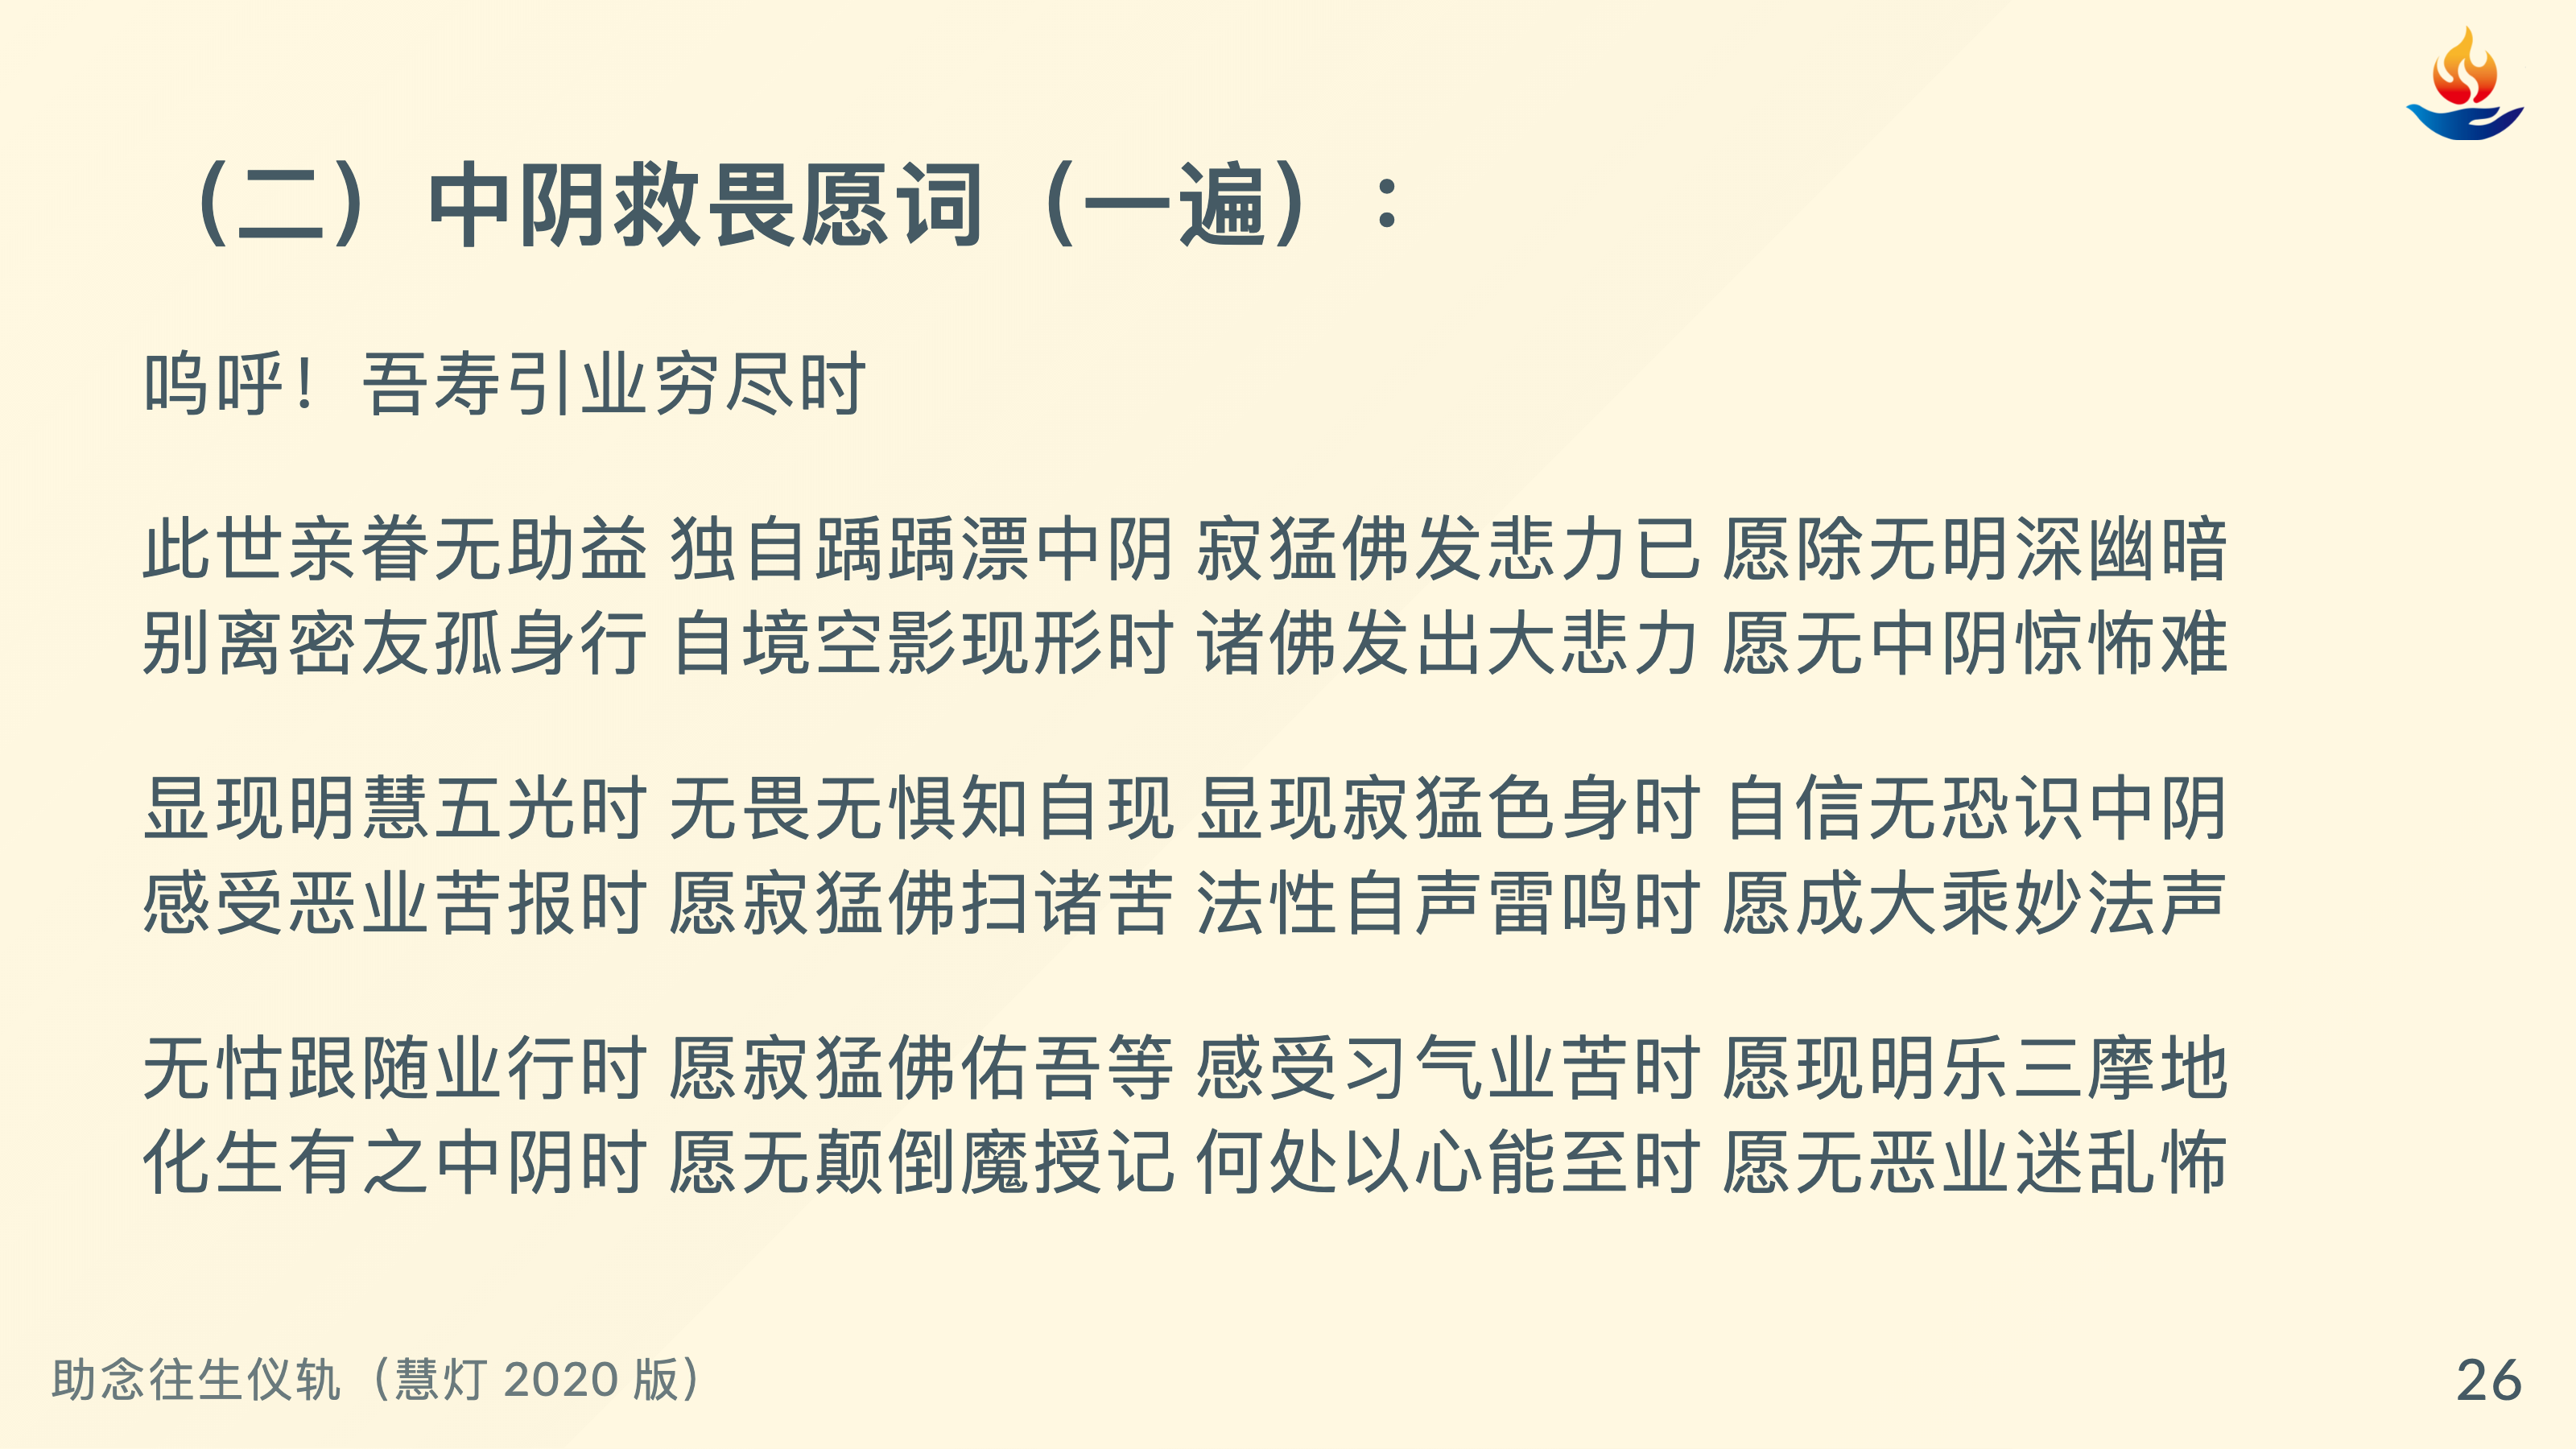 （二）中阴救畏愿词（一遍）：
呜呼！吾寿引业穷尽时
此世亲眷无助益 独自踽踽漂中阴 寂猛佛发悲力已 愿除无明深幽暗
别离密友孤身行 自境空影现形时 诸佛发出大悲力 愿无中阴惊怖难
显现明慧五光时 无畏无惧知自现 显现寂猛色身时 自信无恐识中阴
感受恶业苦报时 愿寂猛佛扫诸苦 法性自声雷鸣时 愿成大乘妙法声
无怙跟随业行时 愿寂猛佛佑吾等 感受习气业苦时 愿现明乐三摩地
化生有之中阴时 愿无颠倒魔授记 何处以心能至时 愿无恶业迷乱怖
助念往生仪轨（慧灯 2020 版）
26